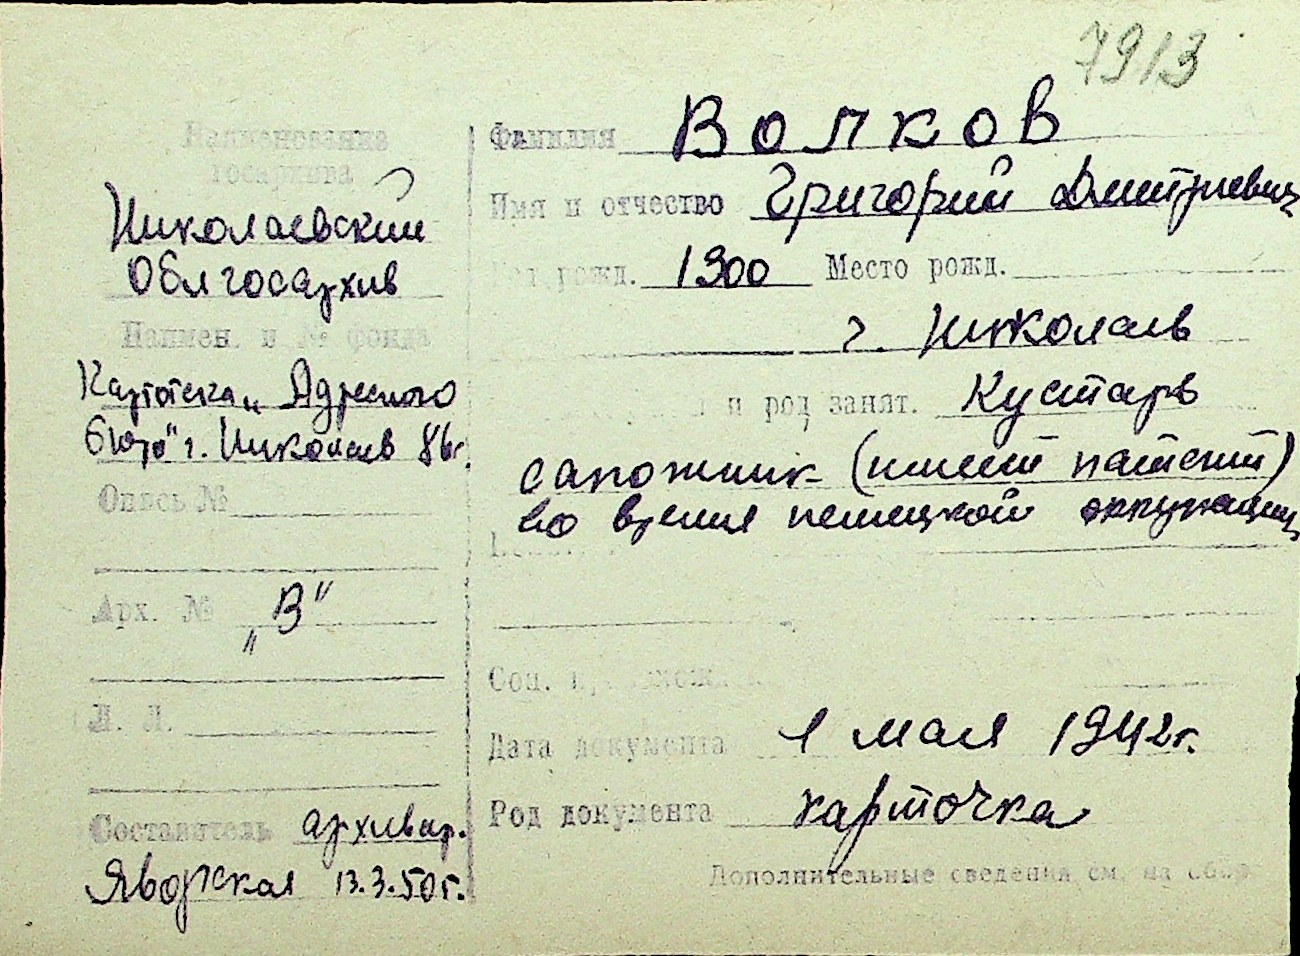 7913
Наименование
госархива
Николаевский
Облгосархив
Наимен. и № фонда
Картотека „Адресного
бюро" г. Николаев
Опись №
Арх. № „В"
Л. Л.
Составитель архивар.
Яворская 13.3.50г.
Фамилия Волков
Имя и отчество Григорий Дмитриевич
Год рожд. 1900 Место рожд.
г. Николаев
и род занят. Кустарь
сапожник (имеет патент)
во время немецкой оккупации
Соц.
Дата документа 1 мая 1942г.
Род документа карточка
Дополнительные сведения см. на обор